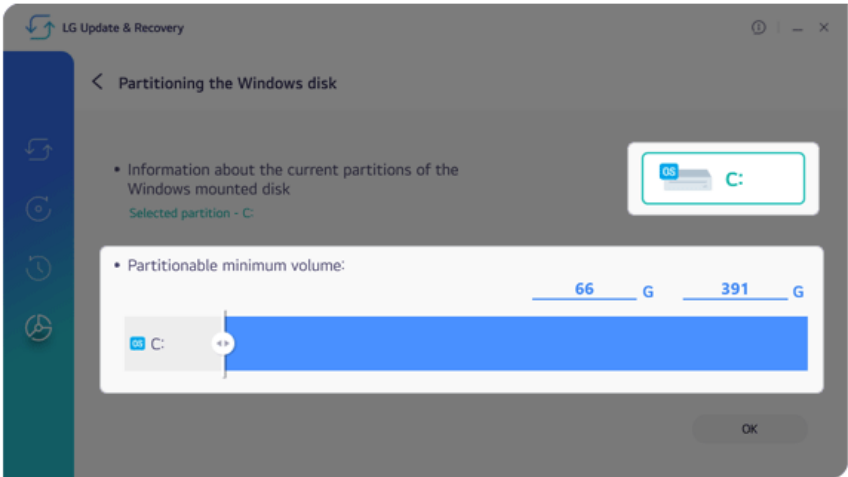 LG Update & Recovery
Partitioning the Windows disk
• Information about the current partitions of the
Windows mounted disk
Selected partition - C:
OS C:
• Partitionable minimum volume:
66 G 391 G
OS C:
OK